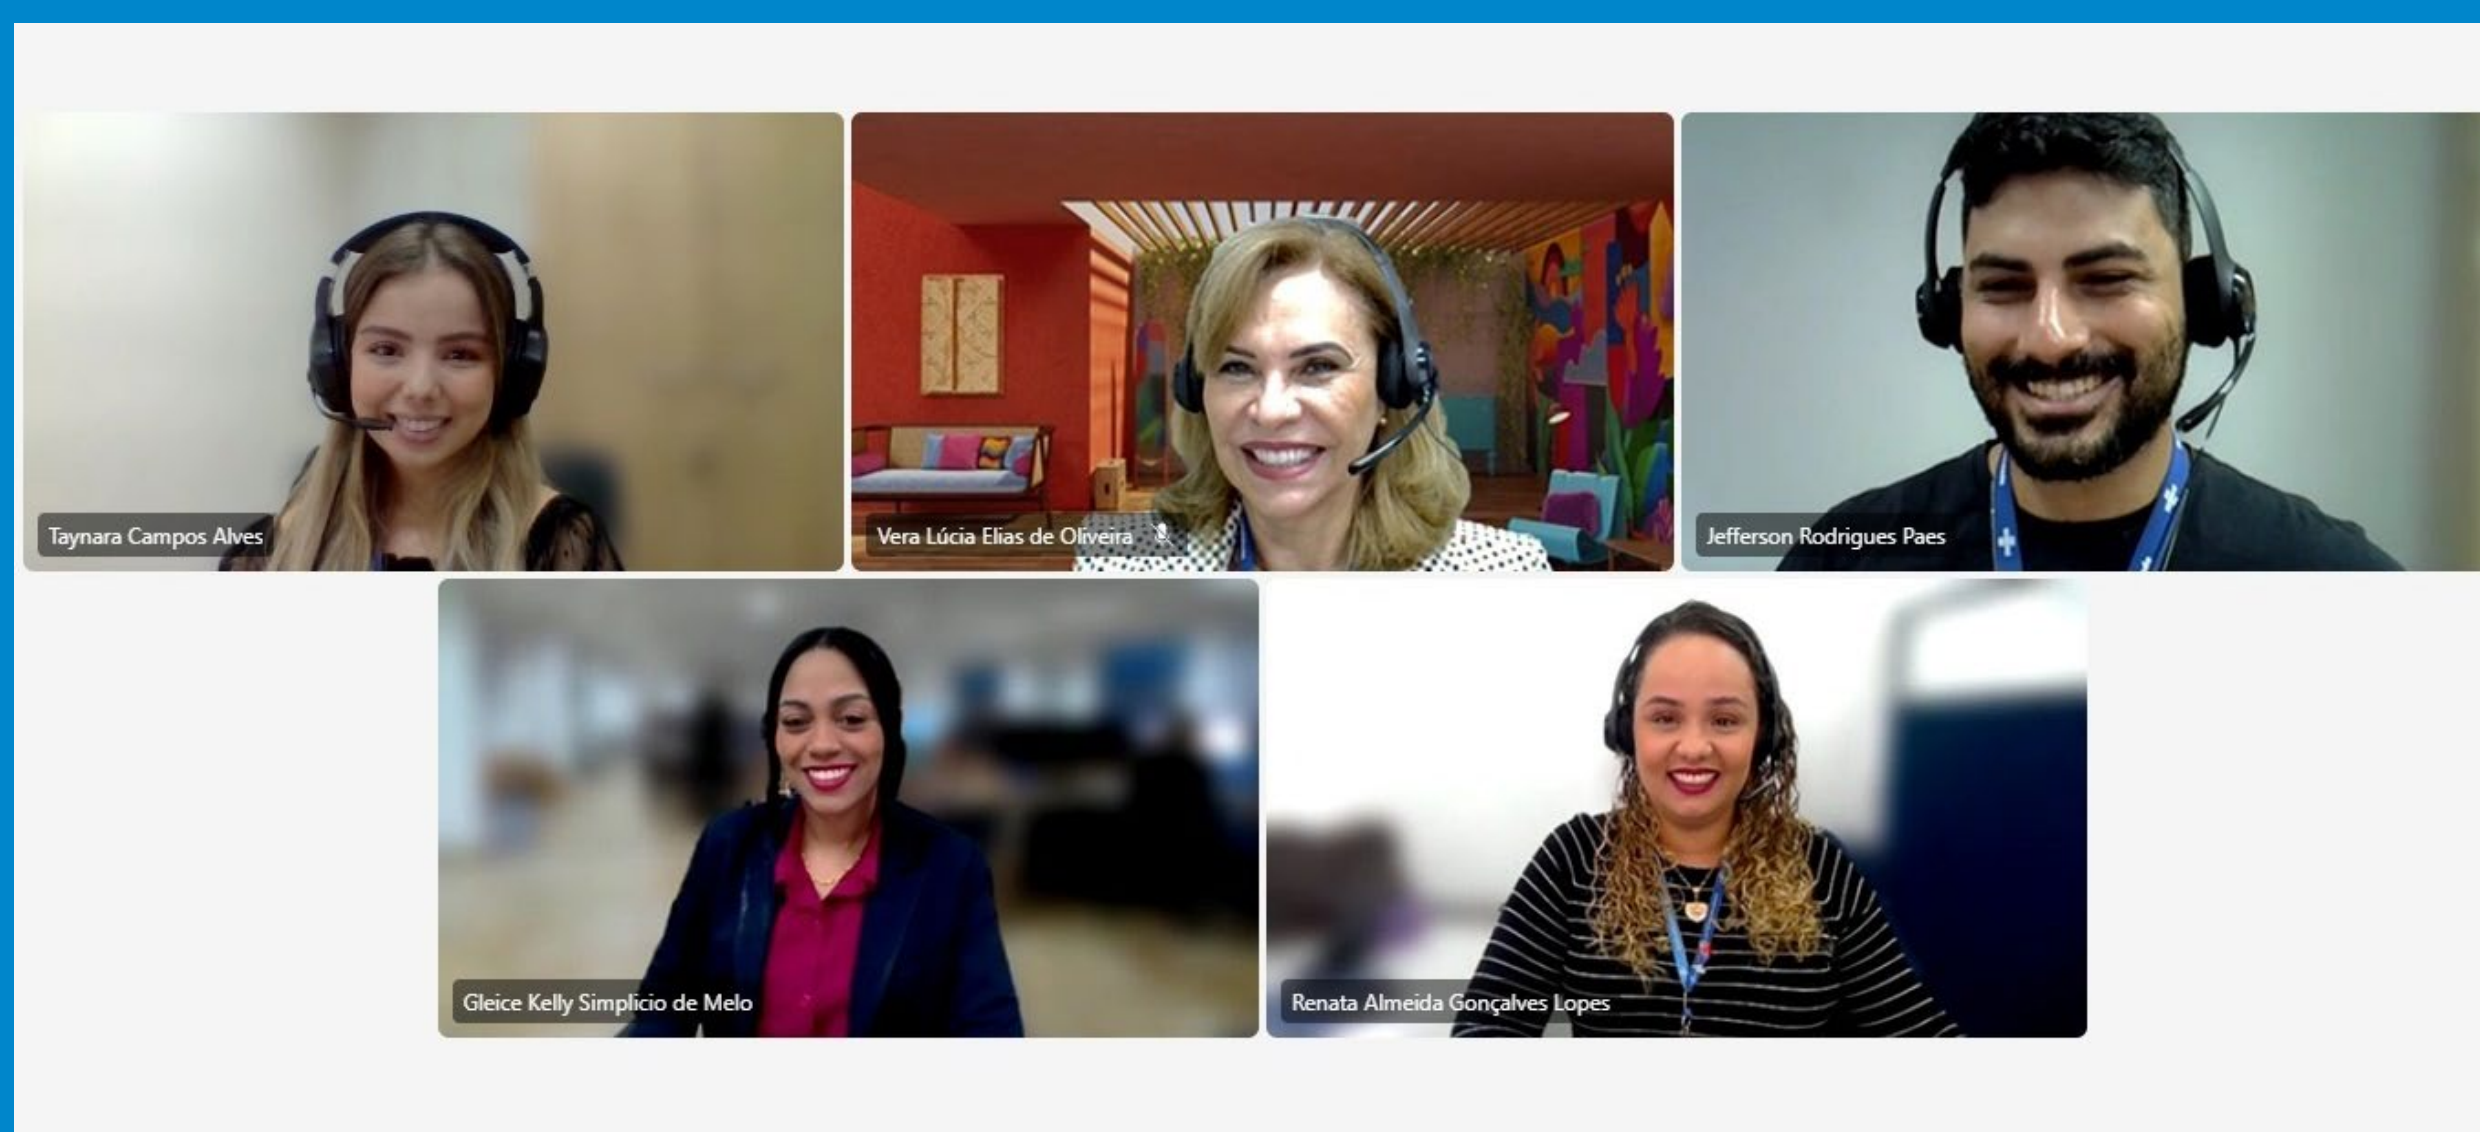 Taynara Campos Alves
Vera Lúcia Elias de Oliveira
Jefferson Rodrigues Paes
Gleice Kelly Simplicio de Melo
Renata Almeida Gonçalves Lopes